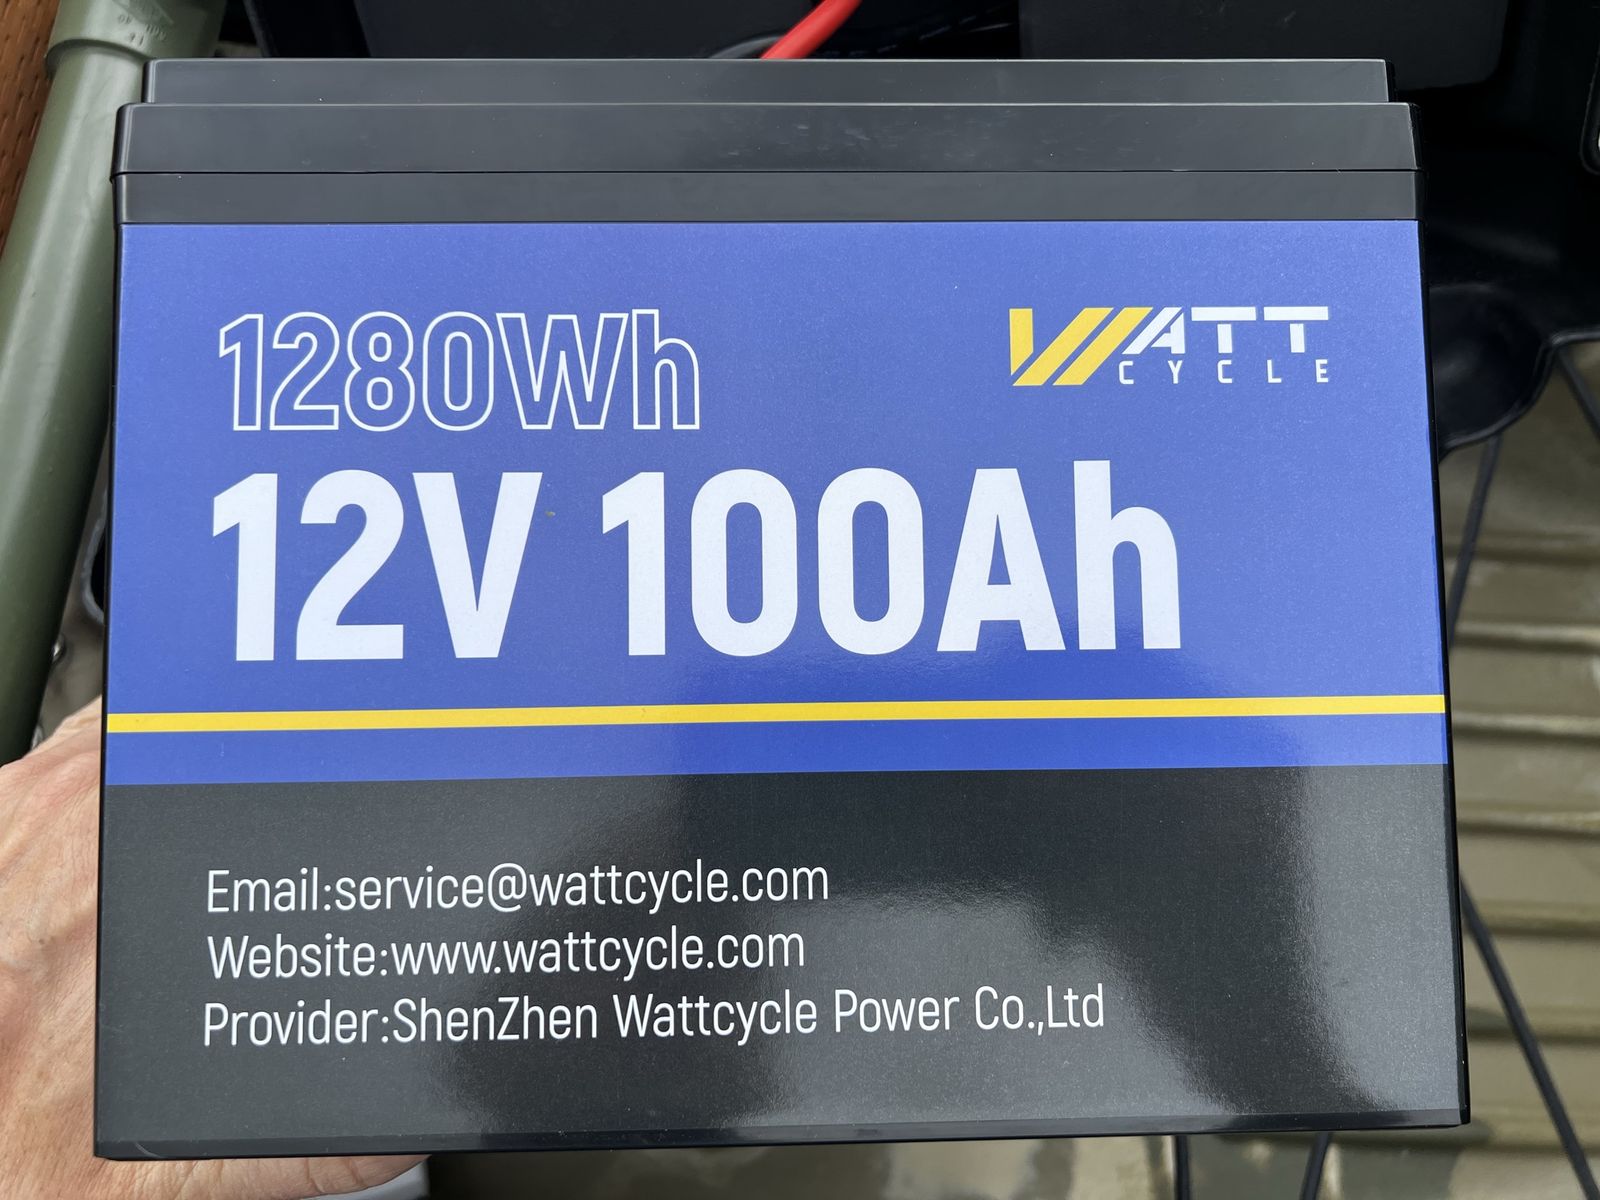 1280Wh
WATT
CYCLE
12V 100Ah
Email:service@wattcycle.com
Website:www.wattcycle.com
Provider:ShenZhen Wattcycle Power Co.,Ltd